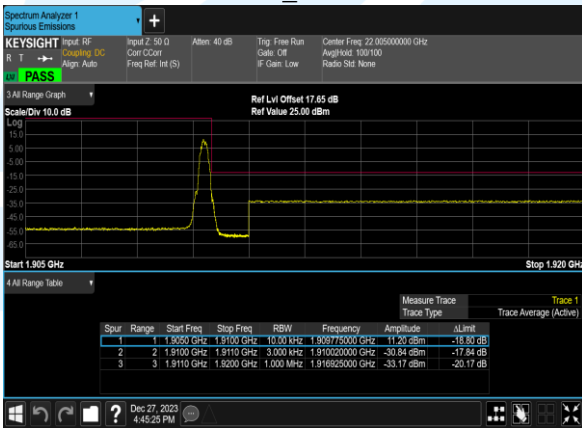 Spectrum Analyzer 1
Spurious Emissions
KEYSIGHT Input: RF Input Z: 50 Ω Atten: 40 dB Trig: Free Run Center Freq: 22.005000000 GHz
R T Coupling: DC Corr CCorr Gate: Off Avg|Hold: 100/100
Align: Auto Freq Ref: Int (S) IF Gain: Low Radio Std: None
LW PASS
3 All Range Graph
Ref Lvl Offset 17.65 dB
Scale/Div 10.0 dB Ref Value 25.00 dBm
Log
15.0
5.00
-5.00
-15.0
-25.0
-35.0
-45.0
-55.0
-65.0
Start 1.905 GHz Stop 1.920 GHz
4 All Range Table
Measure Trace Trace 1
Trace Type Trace Average (Active)
Spur Range Start Freq Stop Freq RBW Frequency Amplitude ΔLimit
1 1 1.9050 GHz 1.9100 GHz 10.00 kHz 1.909775000 GHz 11.20 dBm -18.80 dB
2 2 1.9100 GHz 1.9110 GHz 3.000 kHz 1.910020000 GHz -30.84 dBm -17.84 dB
3 3 1.9110 GHz 1.9200 GHz 1.000 MHz 1.916925000 GHz -33.17 dBm -20.17 dB
? Dec 27, 2023
4:45:25 PM